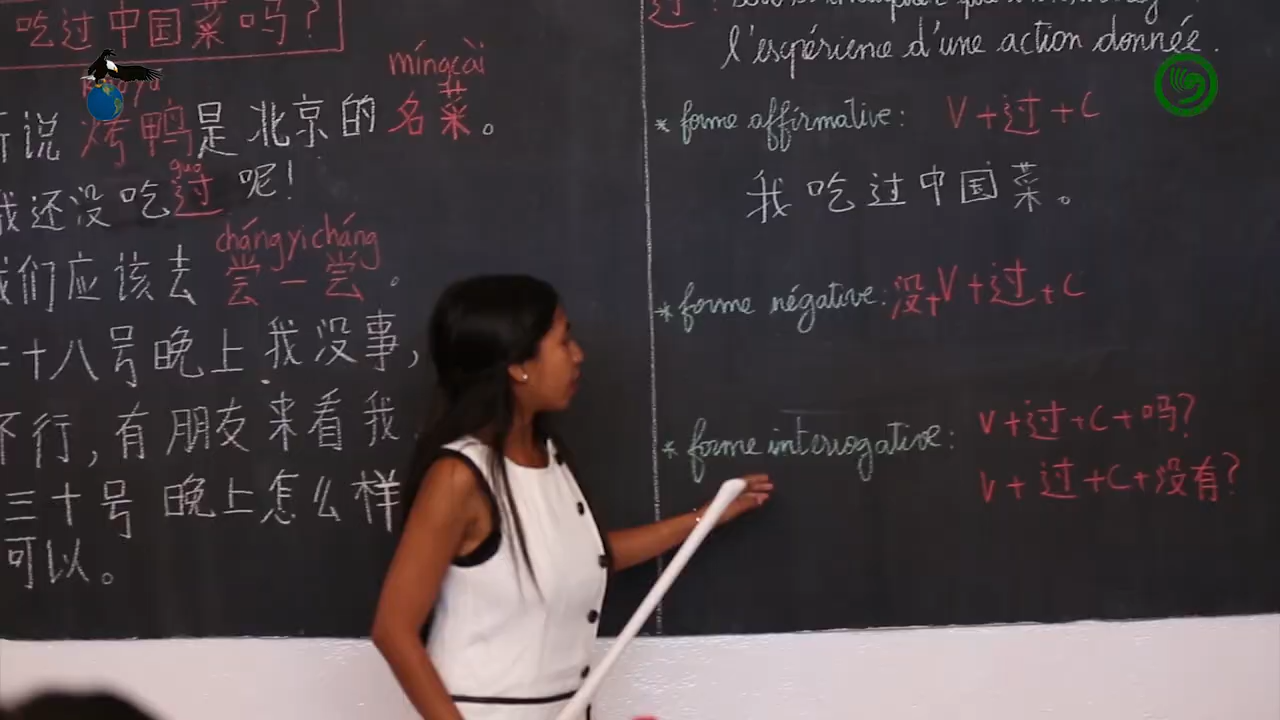 吃过中国菜吗？
míngcài
听说烤鸭是北京的名菜。
guo
我还没吃过呢！
chángyicháng
我们应该去尝一尝.
二十八号晚上我没事，
不行，有朋友来看我.
三十号晚上怎么样
可以。
过
l'expérience d'une action donnée.
* forme affirmative: V+过+C
我吃过中国菜。
* forme négative: 没+V+过+C
* forme interrogative: V+过+C+吗?
V+过+C+没有?